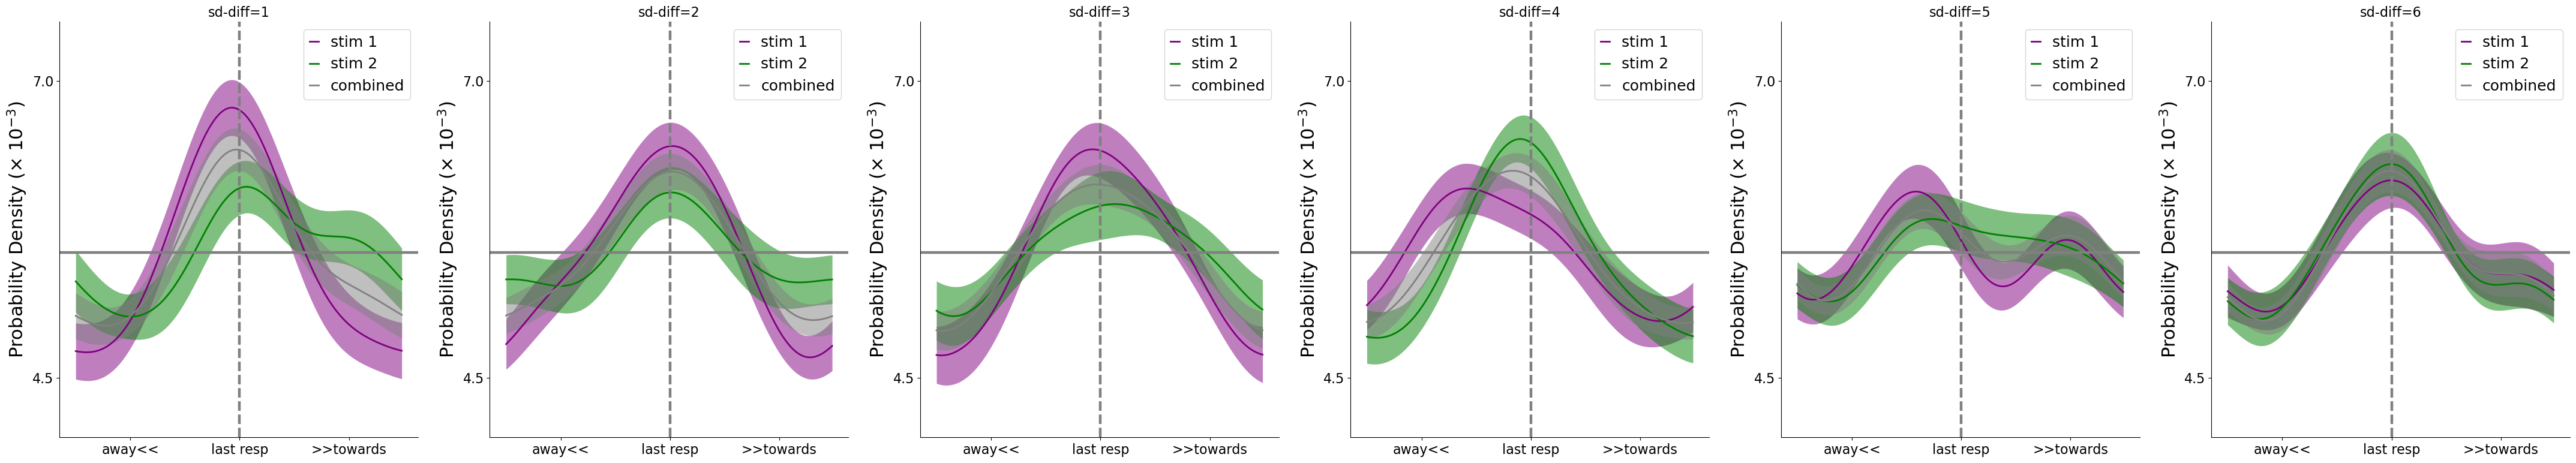 sd-diff=1
Probability Density (× 10⁻³)
7.0
4.5
stim 1
stim 2
combined
away<< last resp >>towards
sd-diff=2
Probability Density (× 10⁻³)
7.0
4.5
stim 1
stim 2
combined
away<< last resp >>towards
sd-diff=3
Probability Density (× 10⁻³)
7.0
4.5
stim 1
stim 2
combined
away<< last resp >>towards
sd-diff=4
Probability Density (× 10⁻³)
7.0
4.5
stim 1
stim 2
combined
away<< last resp >>towards
sd-diff=5
Probability Density (× 10⁻³)
7.0
4.5
stim 1
stim 2
combined
away<< last resp >>towards
sd-diff=6
Probability Density (× 10⁻³)
7.0
4.5
stim 1
stim 2
combined
away<< last resp >>towards